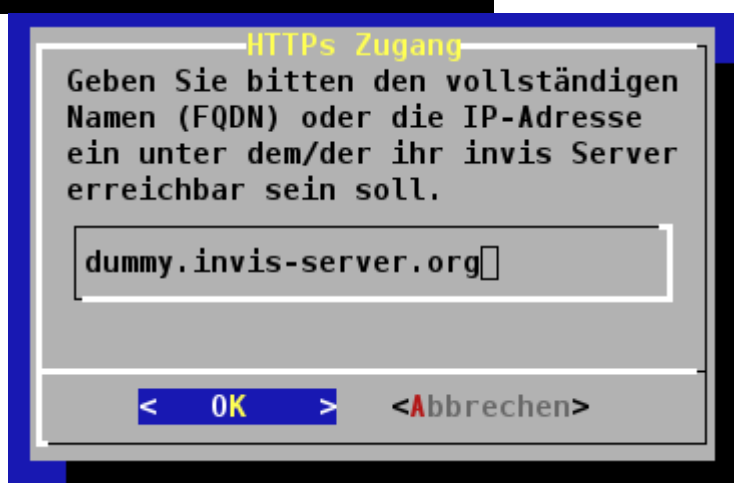 HTTPs Zugang
Geben Sie bitten den vollständigen
Namen (FQDN) oder die IP-Adresse
ein unter dem/der ihr invis Server
erreichbar sein soll.
dummy.invis-server.org
< OK > <Abbrechen>